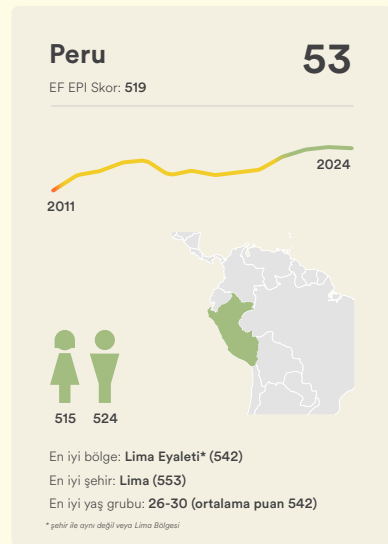 Peru
53
EF EPI Skor: 519
2024
2011
515 524
En iyi bölge: Lima Eyaleti* (542)
En iyi şehir: Lima (553)
En iyi yaş grubu: 26-30 (ortalama puan 542)
* şehir ile aynı değil veya Lima Bölgesi